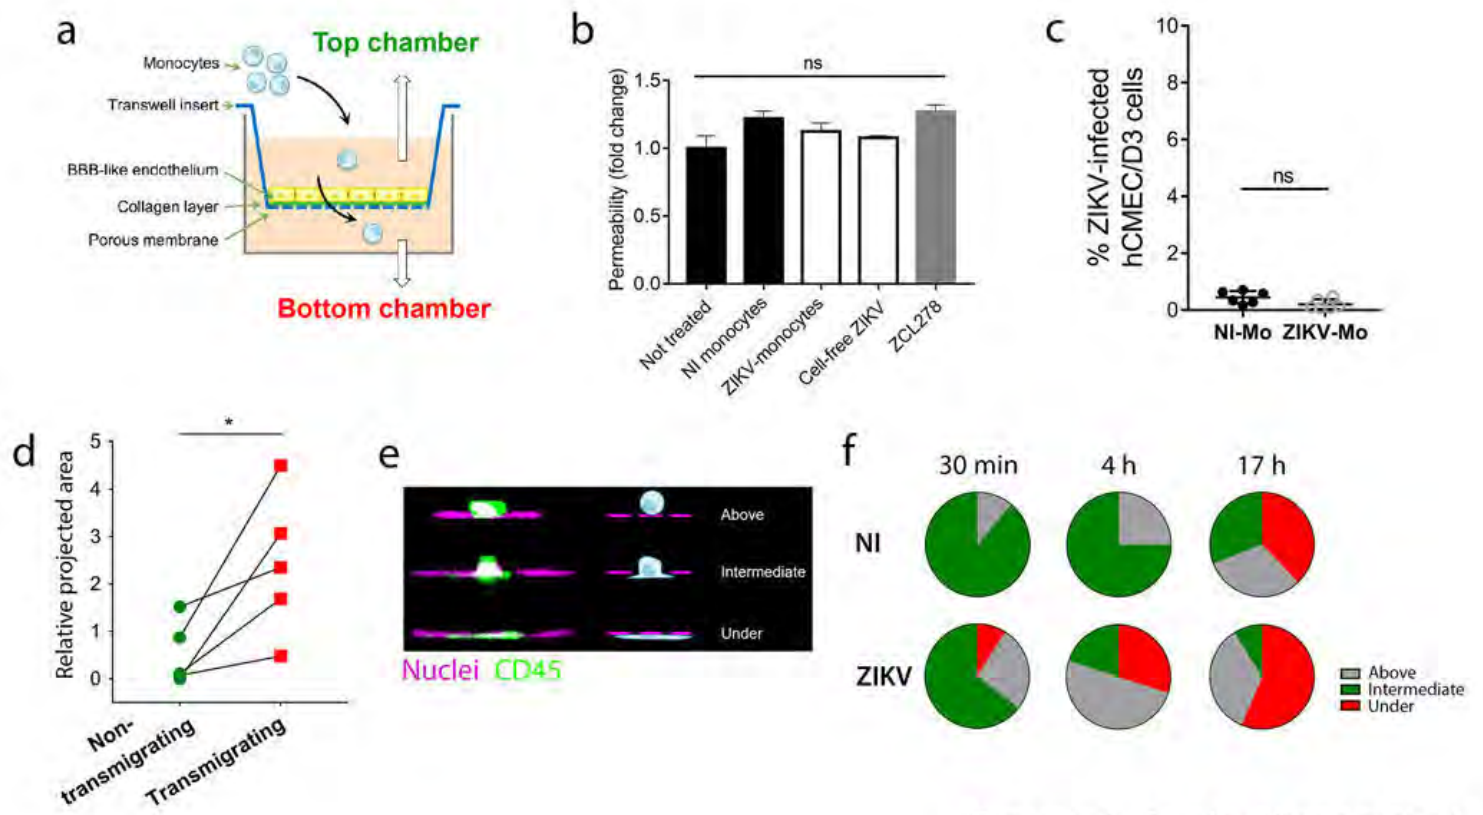 a
Top chamber
Monocytes
Transwell insert
BBB-like endothelium
Collagen layer
Porous membrane
Bottom chamber
b
ns
Permeability (fold change)
1.5
1.0
0.5
0.0
Not treated
NI monocytes
ZIKV-monocytes
Cell-free ZIKV
ZCL278
c
% ZIKV-infected
hCMEC/D3 cells
10
8
6
4
2
0
ns
NI-Mo ZIKV-Mo
d
*
Relative projected area
5
4
3
2
1
0
Non-
transmigrating
Transmigrating
e
Above
Intermediate
Under
Nuclei CD45
f
30 min 4 h 17 h
NI
ZIKV
Above
Intermediate
Under